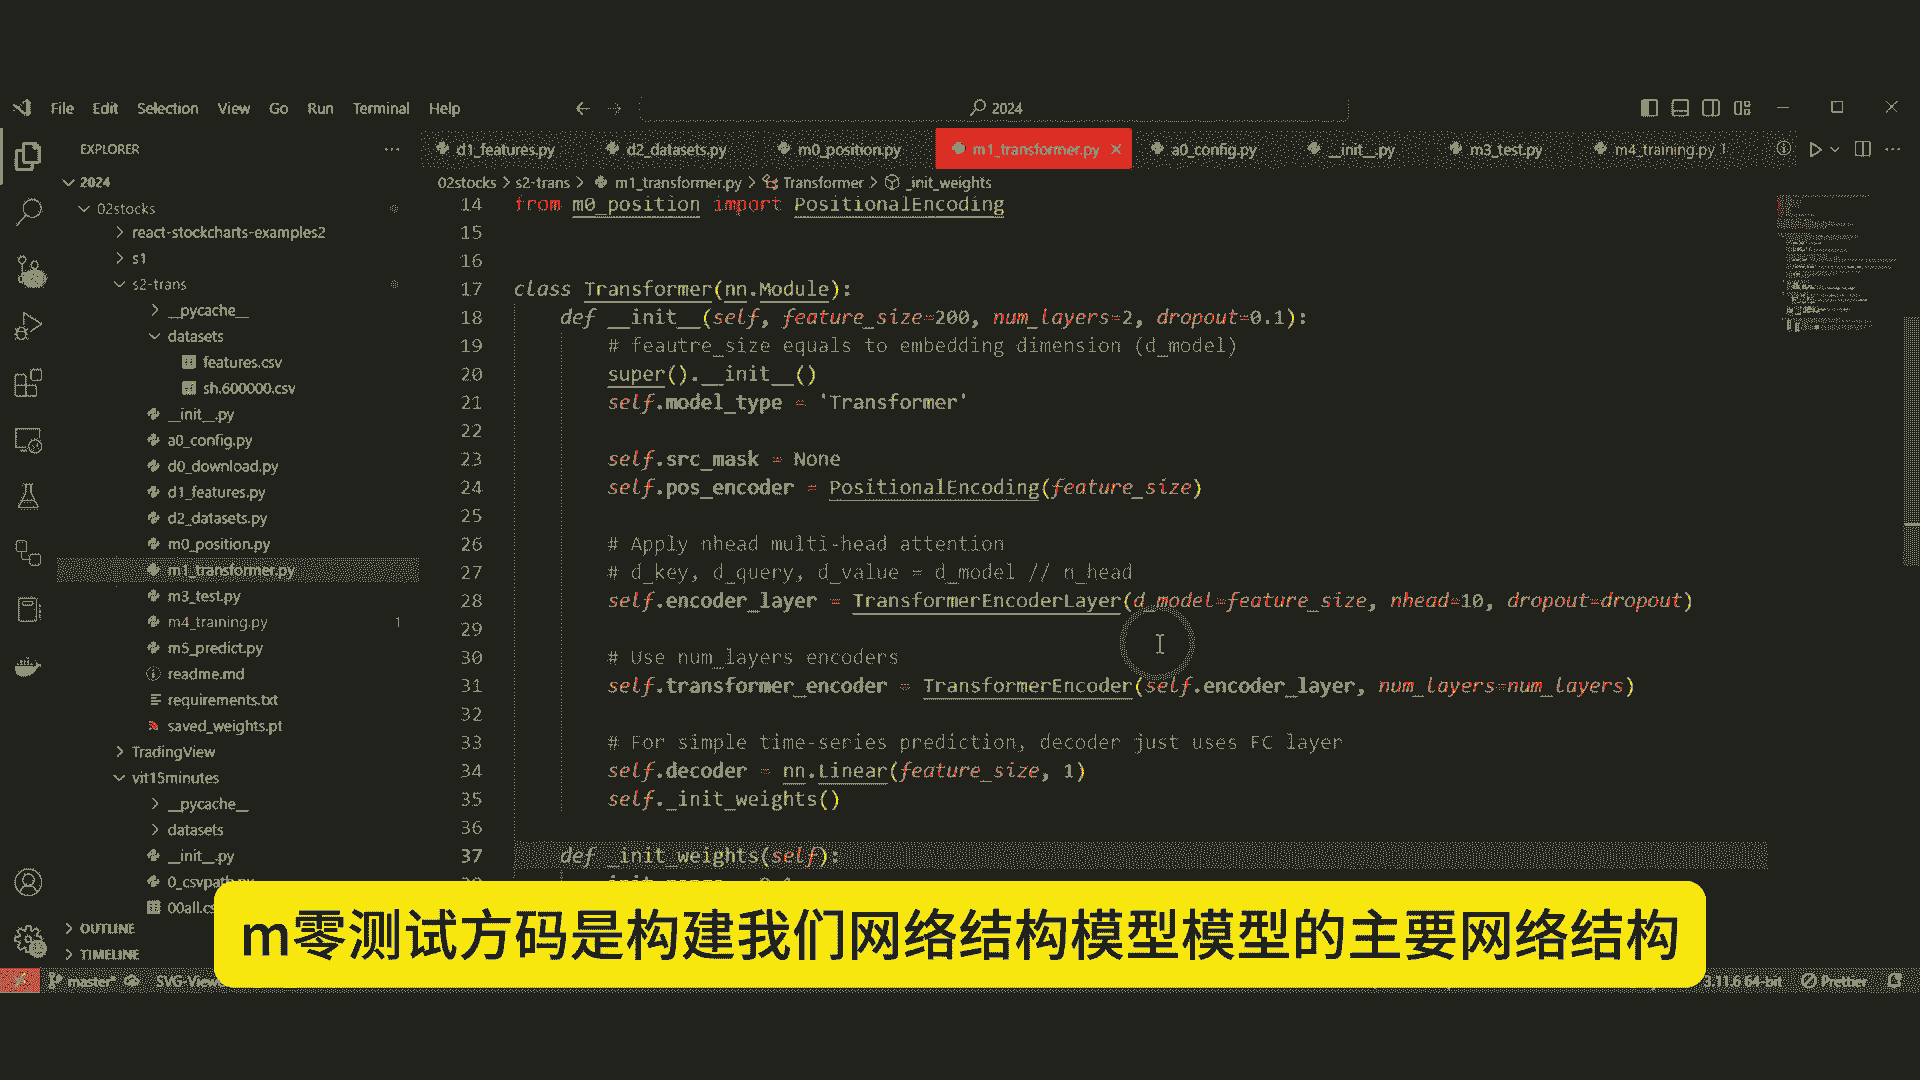 File Edit Selection View Go Run Terminal Help
2024
EXPLORER
d1_features.py
d2_datasets.py
m0_position.py
m1_transformer.py
a0_config.py
__init__.py
m3_test.py
m4_training.py 1
2024
02stocks
react-stockcharts-examples2
s1
s2-trans
__pycache__
datasets
features.csv
sh.600000.csv
__init__.py
a0_config.py
d0_download.py
d1_features.py
d2_datasets.py
m0_position.py
m1_transformer.py
m3_test.py
m4_training.py 1
m5_predict.py
readme.md
requirements.txt
saved_weights.pt
TradingView
vit15minutes
__pycache__
datasets
__init__.py
0_csvpath.py
00all.cs
OUTLINE
TIMELINE
02stocks > s2-trans > m1_transformer.py > Transformer > _init_weights
14 from m0_position import PositionalEncoding
15
16
17 class Transformer(nn.Module):
18 def __init__(self, feature_size=200, num_layers=2, dropout=0.1):
19 # feautre_size equals to embedding dimension (d_model)
20 super().__init__()
21 self.model_type = 'Transformer'
22
23 self.src_mask = None
24 self.pos_encoder = PositionalEncoding(feature_size)
25
26 # Apply nhead multi-head attention
27 # d_key, d_query, d_value = d_model // n_head
28 self.encoder_layer = TransformerEncoderLayer(d_model=feature_size, nhead=10, dropout=dropout)
29
30 # Use num_layers encoders
31 self.transformer_encoder = TransformerEncoder(self.encoder_layer, num_layers=num_layers)
32
33 # For simple time-series prediction, decoder just uses FC layer
34 self.decoder = nn.Linear(feature_size, 1)
35 self._init_weights()
36
37 def _init_weights(self):
m零测试方码是构建我们网络结构模型模型的主要网络结构
master* SVG-View 3.11.6 64-bit Prettier